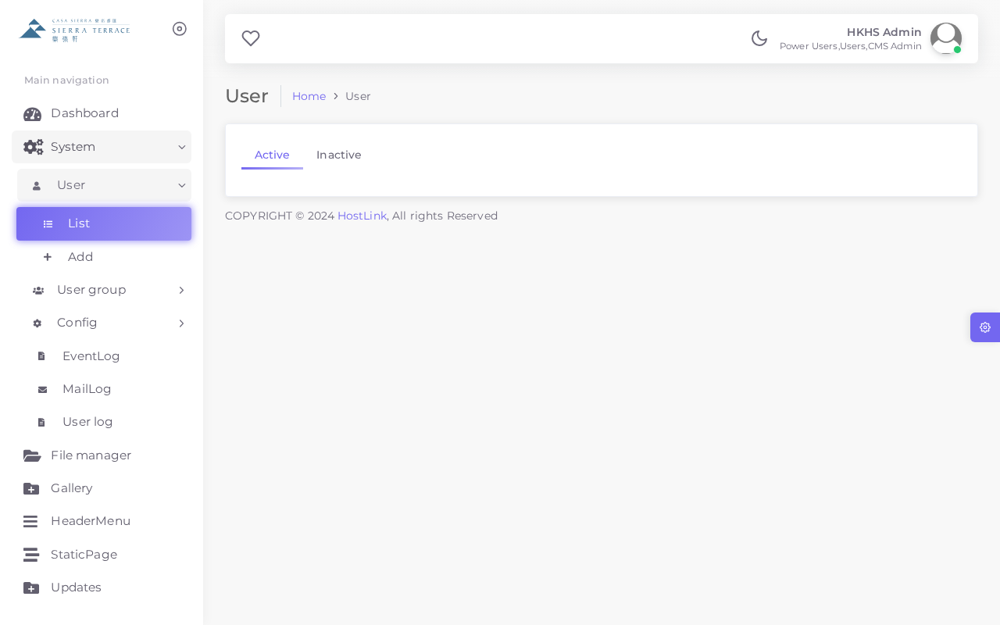 SIERRA TERRACE
Main navigation
Dashboard
System
User
List
Add
User group
Config
EventLog
MailLog
User log
File manager
Gallery
HeaderMenu
StaticPage
Updates
HKHS Admin
Power Users,Users,CMS Admin
User
Home > User
Active
Inactive
COPYRIGHT © 2024 HostLink, All rights Reserved